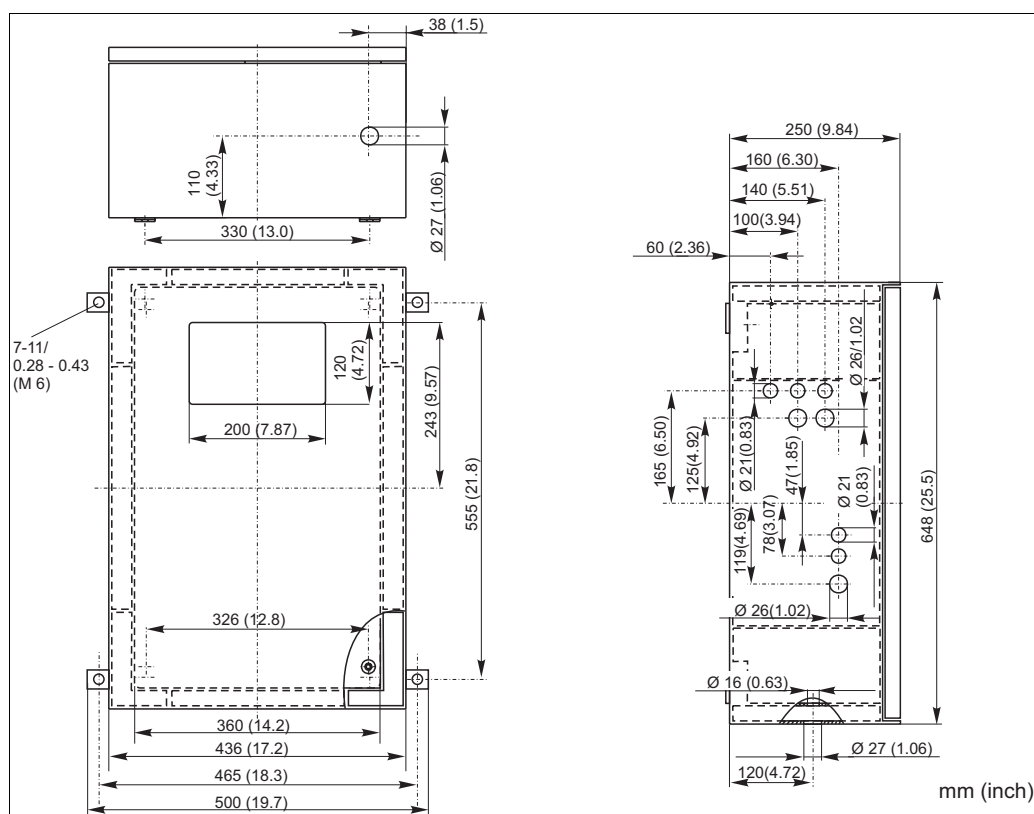 38 (1.5)
110
(4.33)
Ø 27 (1.06)
330 (13.0)
7-11/
0.28 - 0.43
(M 6)
120
(4.72)
200 (7.87)
243 (9.57)
555 (21.8)
326 (12.8)
360 (14.2)
436 (17.2)
465 (18.3)
500 (19.7)
250 (9.84)
160 (6.30)
140 (5.51)
100(3.94)
60 (2.36)
Ø 26/1.02
165 (6.50)
125(4.92)
Ø 21(0.83)
47(1.85)
Ø 21
(0.83)
648 (25.5)
119(4.69)
78(3.07)
Ø 26(1.02)
Ø 16 (0.63)
Ø 27 (1.06)
120(4.72)
mm (inch)